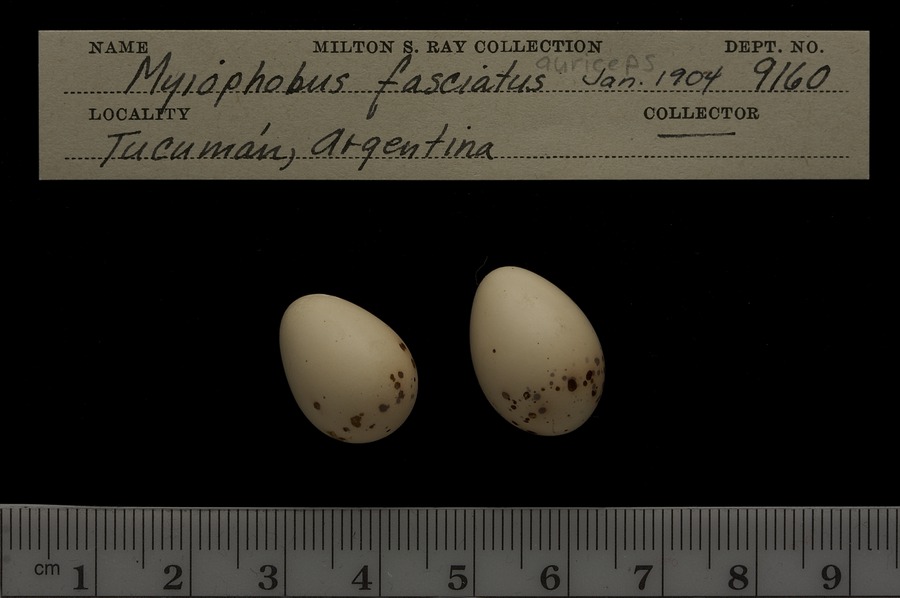 NAME MILTON S. RAY COLLECTION DEPT. NO.
auriceps
Myiophobus fasciatus Jan. 1904 9160
LOCALITY COLLECTOR
Tucumán, Argentina
cm 1 2 3 4 5 6 7 8 9